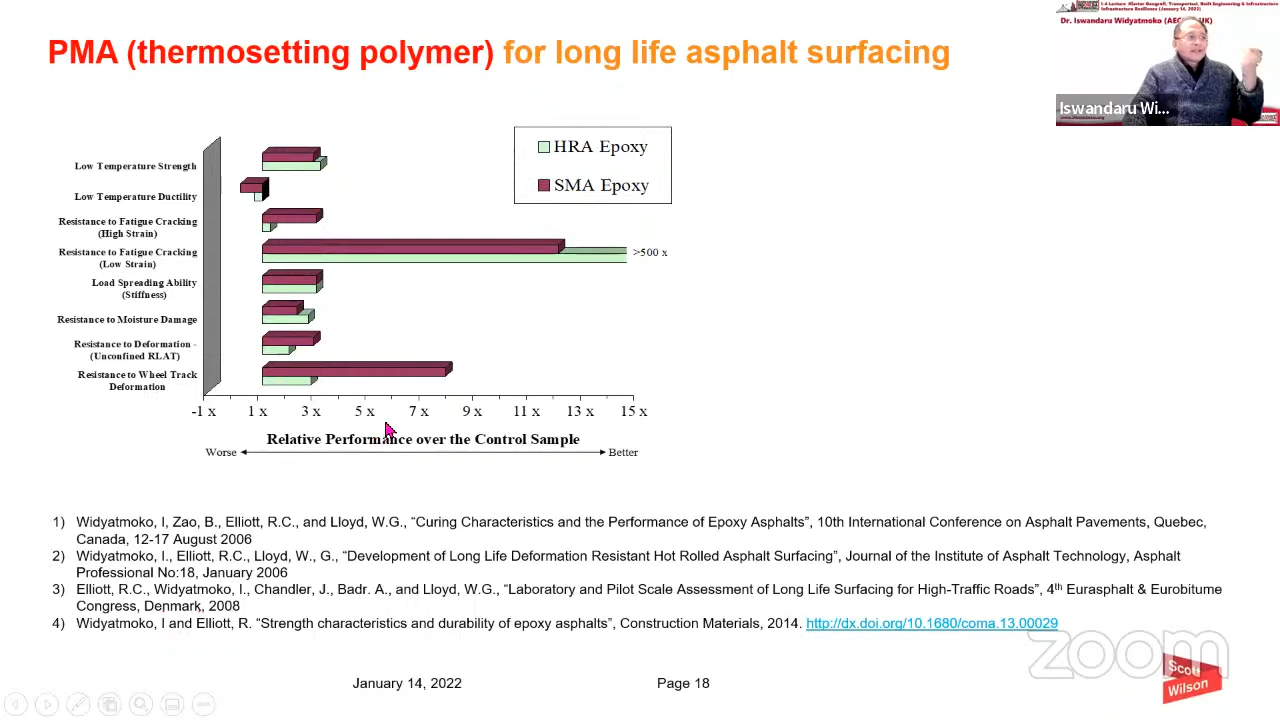 PMA (thermosetting polymer) for long life asphalt surfacing
Dr. Iswandaru Widyatmoko (AEC
UK)
Iswandaru Wi...
HRA Epoxy
SMA Epoxy
Low Temperature Strength
Low Temperature Ductility
Resistance to Fatigue Cracking
(High Strain)
Resistance to Fatigue Cracking
(Low Strain)
>500 x
Load Spreading Ability
(Stiffness)
Resistance to Moisture Damage
Resistance to Deformation -
(Unconfined RLAT)
Resistance to Wheel Track
Deformation
-1 x 1 x 3 x 5 x 7 x 9 x 11 x 13 x 15 x
Relative Performance over the Control Sample
Worse Better
1) Widyatmoko, I, Zao, B., Elliott, R.C., and Lloyd, W.G., “Curing Characteristics and the Performance of Epoxy Asphalts”, 10th International Conference on Asphalt Pavements, Quebec,
Canada, 12-17 August 2006
2) Widyatmoko, I., Elliott, R.C., Lloyd, W., G., “Development of Long Life Deformation Resistant Hot Rolled Asphalt Surfacing”, Journal of the Institute of Asphalt Technology, Asphalt
Professional No:18, January 2006
3) Elliott, R.C., Widyatmoko, I., Chandler, J., Badr. A., and Lloyd, W.G., “Laboratory and Pilot Scale Assessment of Long Life Surfacing for High-Traffic Roads”, 4th Eurasphalt & Eurobitume
Congress, Denmark, 2008
4) Widyatmoko, I and Elliott, R. “Strength characteristics and durability of epoxy asphalts”, Construction Materials, 2014. http://dx.doi.org/10.1680/coma.13.00029
zoom
Scott
Wilson
January 14, 2022 Page 18